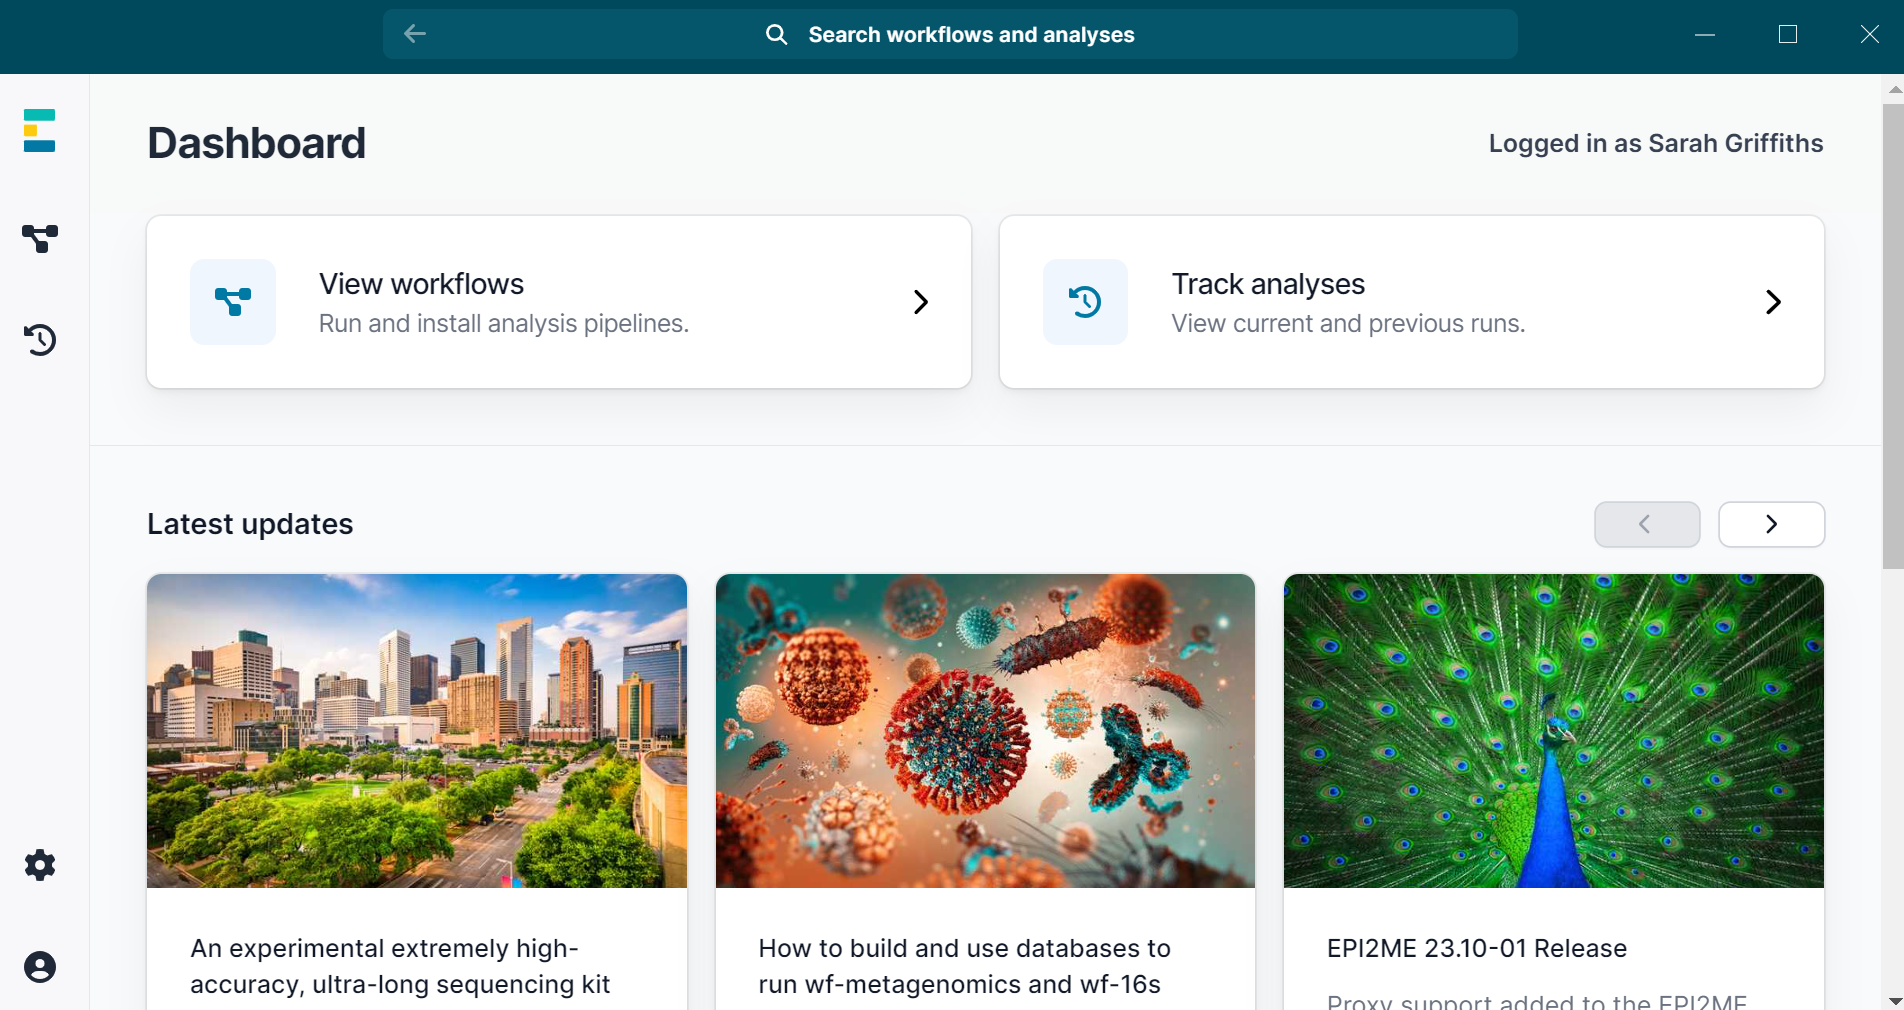 Search workflows and analyses
Dashboard
Logged in as Sarah Griffiths
View workflows
Run and install analysis pipelines.
Track analyses
View current and previous runs.
Latest updates
An experimental extremely high-
accuracy, ultra-long sequencing kit
How to build and use databases to
run wf-metagenomics and wf-16s
EPI2ME 23.10-01 Release
Proxy support added to the EPI2ME